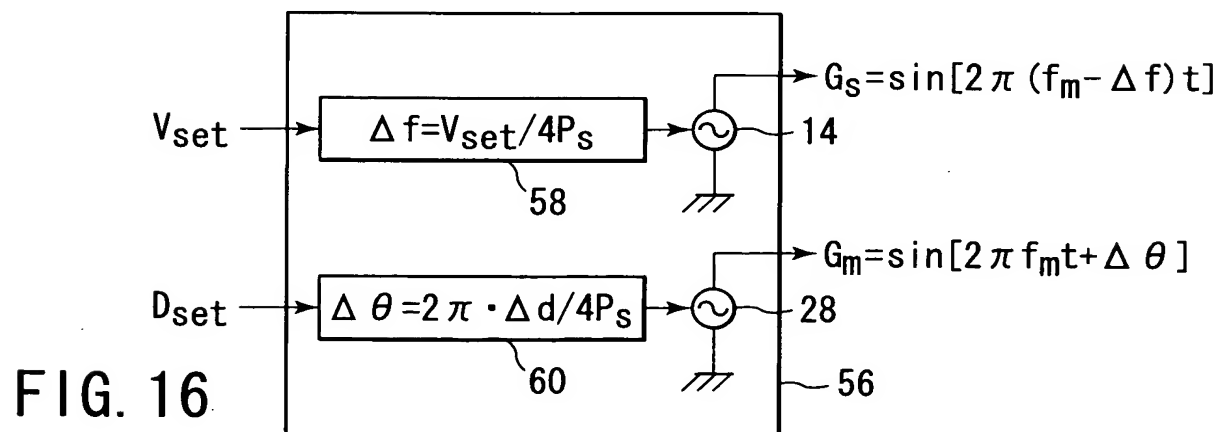 G_s=sin[2π(f_m-Δf)t]
V_set
Δf=V_set/4P_s
14
58
G_m=sin[2πf_mt+Δθ]
D_set
Δθ=2π·Δd/4P_s
28
60
56
FIG. 16